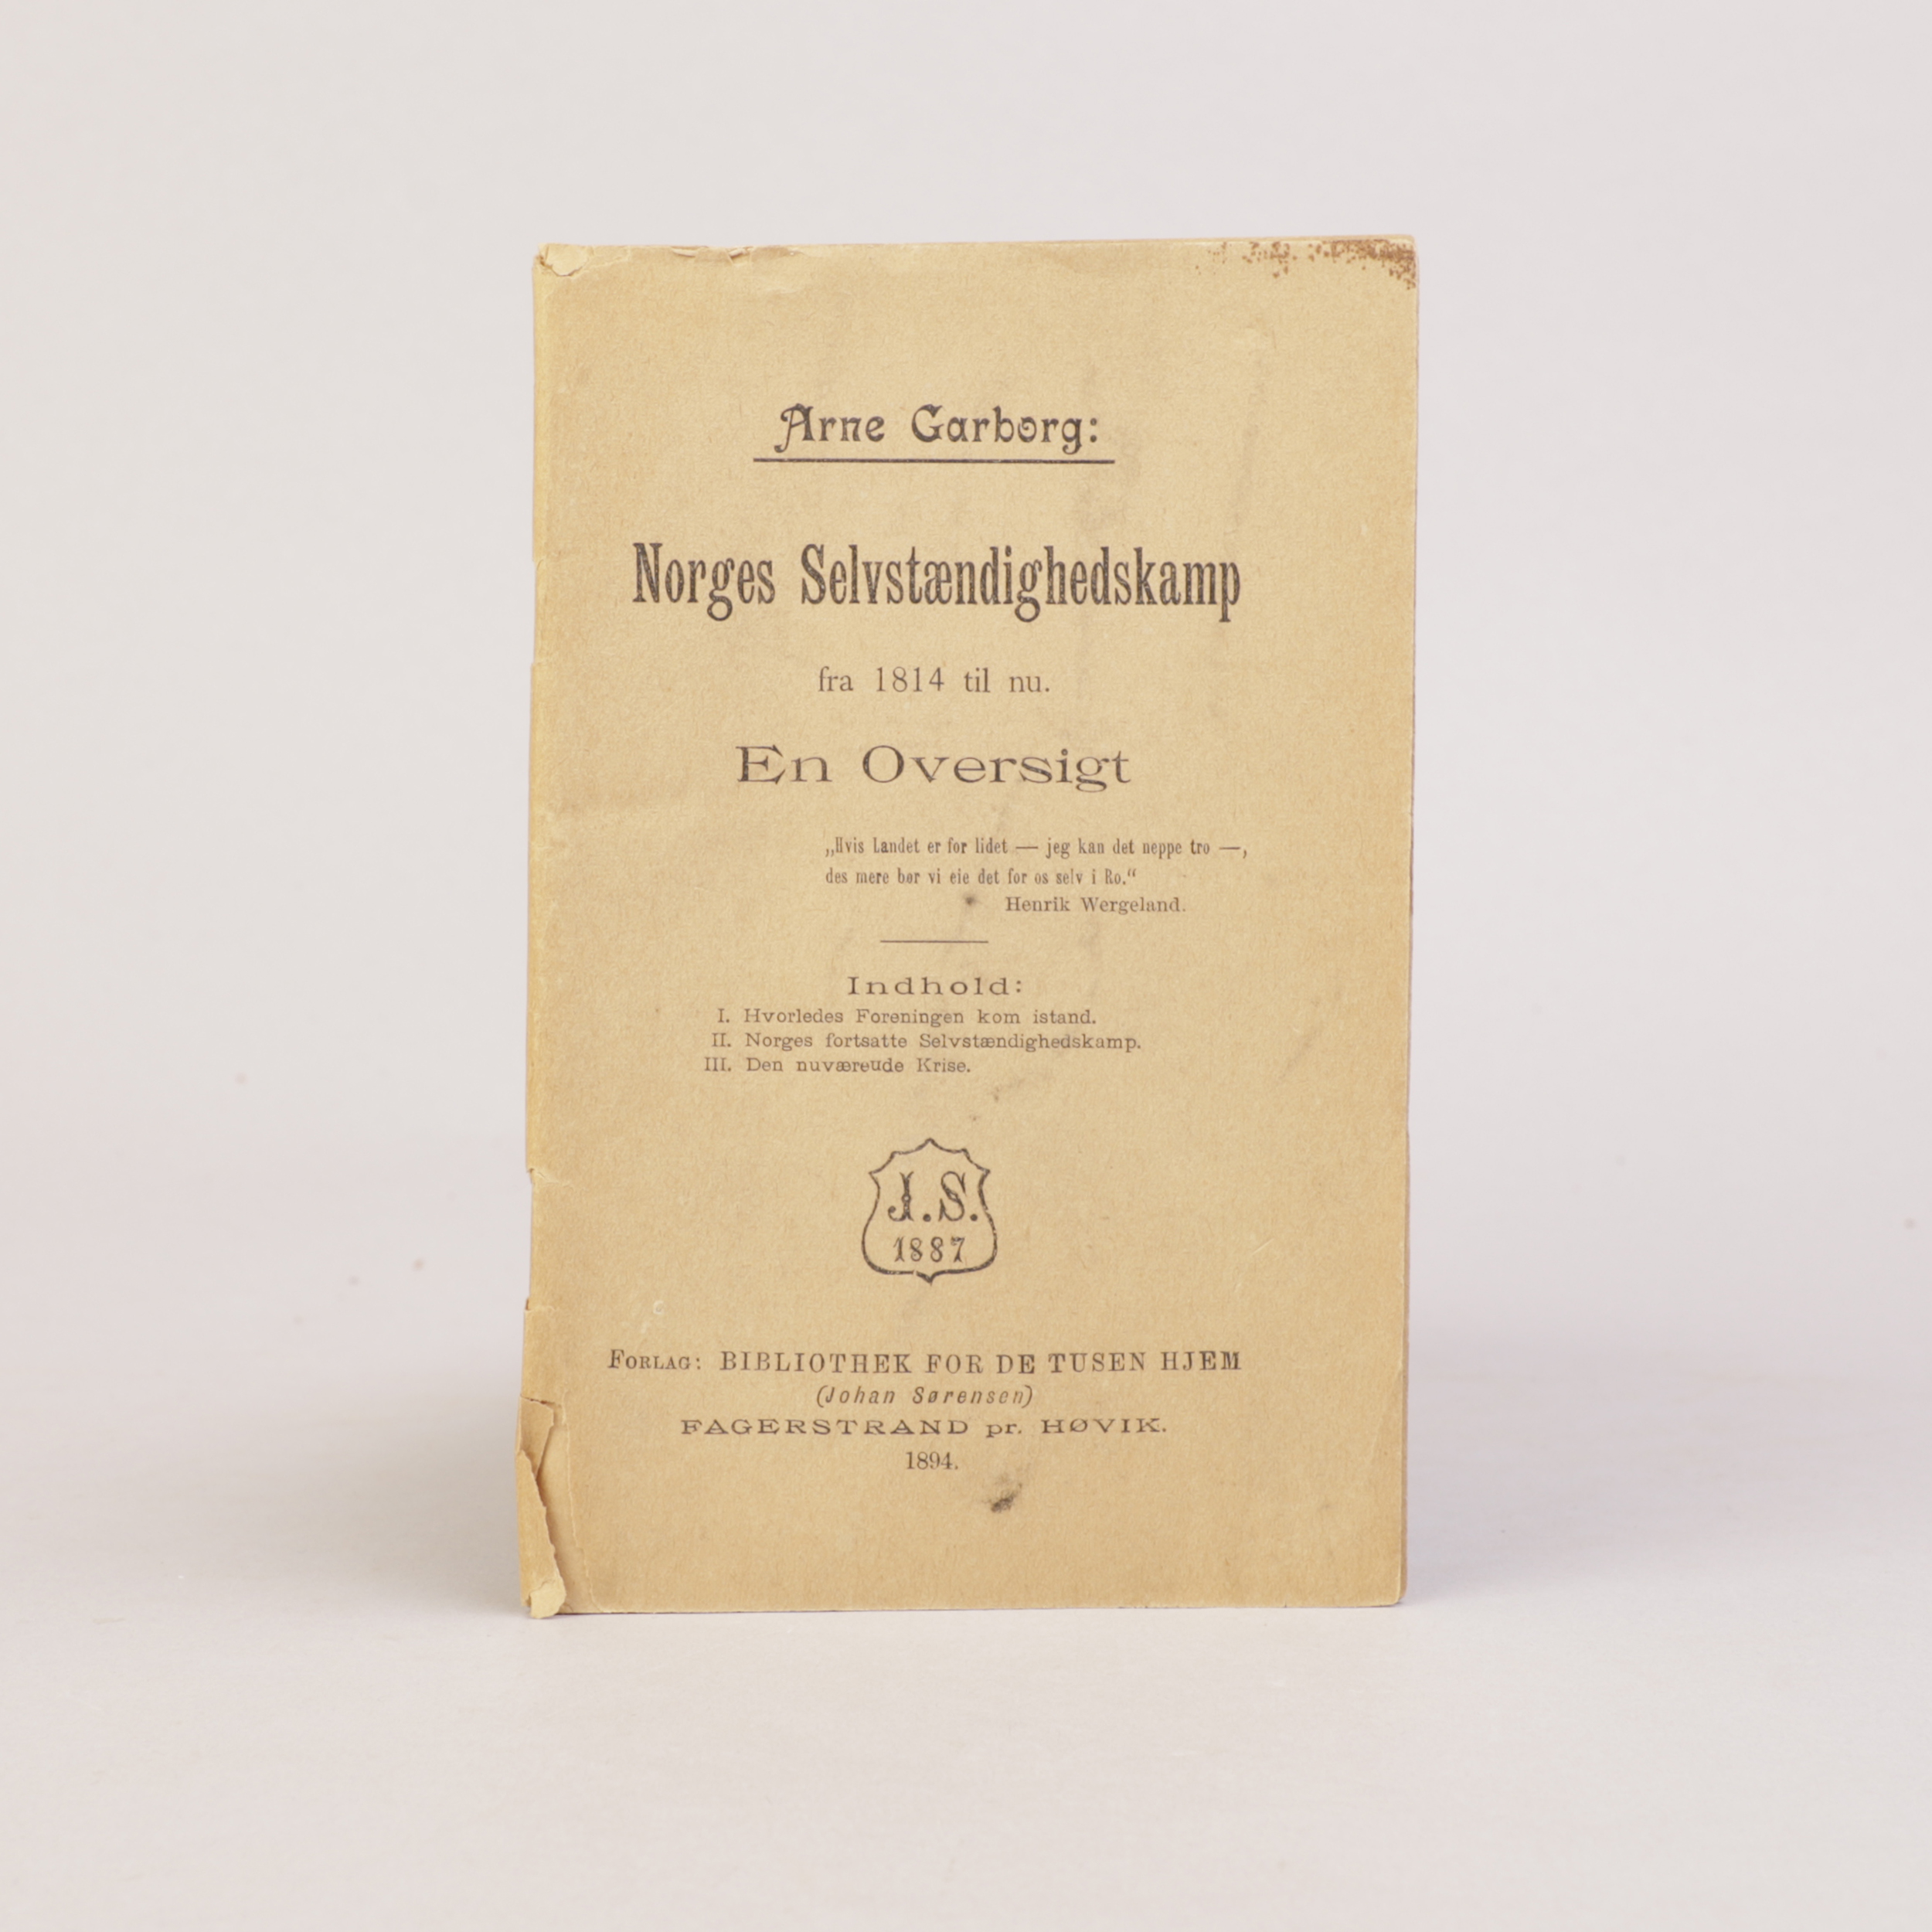 Arne Garborg:
Norges Selvstændighedskamp
fra 1814 til nu.
En Oversigt
„Hvis Landet er for lidet — jeg kan det neppe tro —,
des mere bør vi eie det for os selv i Ro.“
Henrik Wergeland.
Indhold:
I. Hvorledes Foreningen kom istand.
II. Norges fortsatte Selvstændighedskamp.
III. Den nuværeude Krise.
J.S.
1887
FORLAG: BIBLIOTHEK FOR DE TUSEN HJEM
(Johan Sørensen)
FAGERSTRAND pr. HØVIK.
1894.